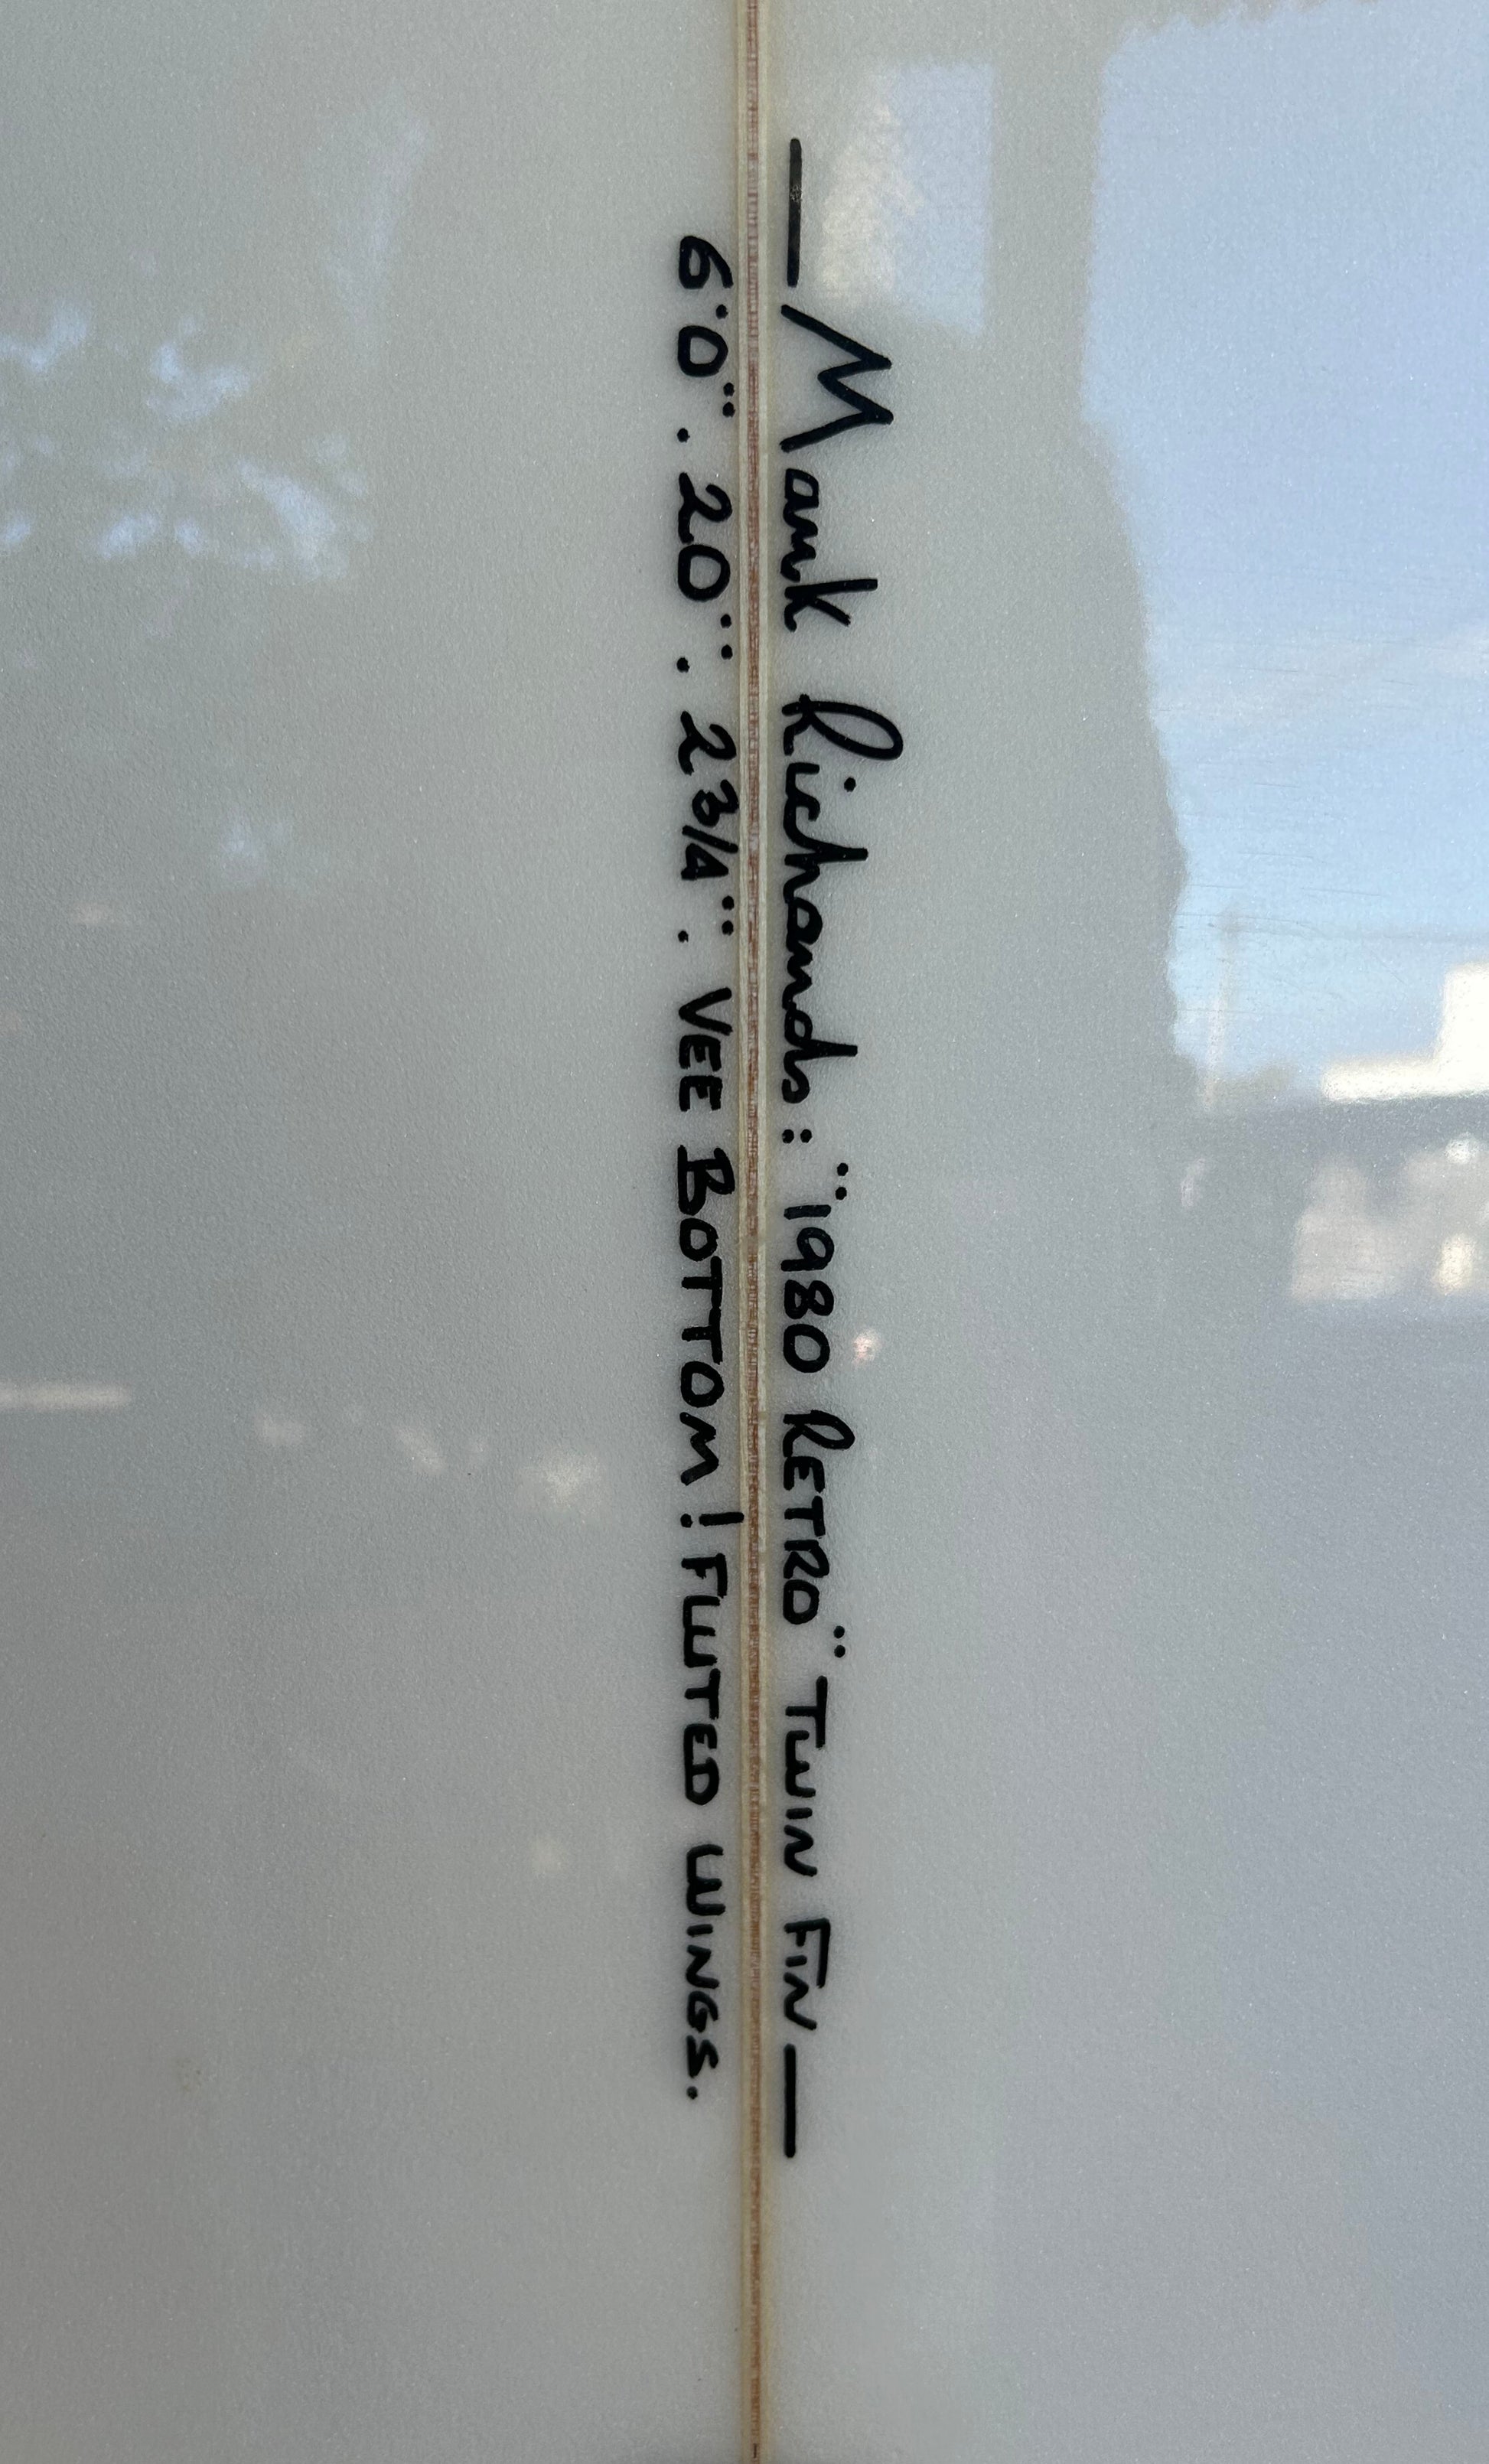 — Mark Richards: "1980 RETRO" TWIN FIN —
6'0". 20". 2 3/4". VEE BOTTOM! FLUTED WINGS.